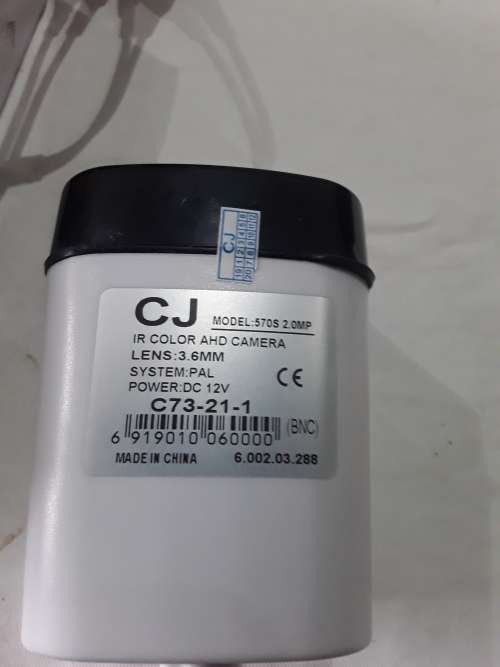 CJ
CJ MODEL:570S 2.0MP
IR COLOR AHD CAMERA
LENS:3.6MM
SYSTEM:PAL
POWER:DC 12V
CE
C73-21-1
(BNC)
6 919010 060000
MADE IN CHINA 6.002.03.288